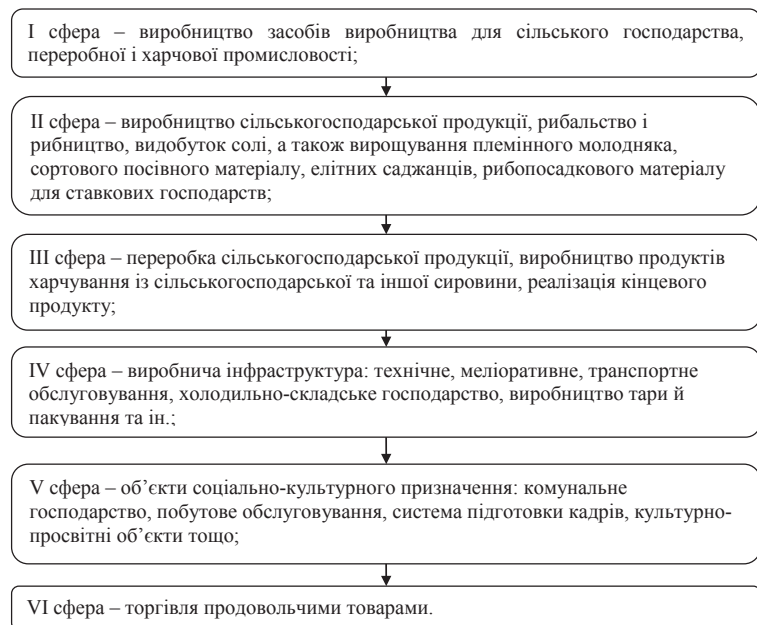 І сфера – виробництво засобів виробництва для сільського господарства,
переробної і харчової промисловості;
ІІ сфера – виробництво сільськогосподарської продукції, рибальство і
рибництво, видобуток солі, а також вирощування племінного молодняка,
сортового посівного матеріалу, елітних саджанців, рибопосадкового матеріалу
для ставкових господарств;
ІІІ сфера – переробка сільськогосподарської продукції, виробництво продуктів
харчування із сільськогосподарської та іншої сировини, реалізація кінцевого
продукту;
IV сфера – виробнича інфраструктура: технічне, меліоративне, транспортне
обслуговування, холодильно-складське господарство, виробництво тари й
пакування та ін.;
V сфера – об’єкти соціально-культурного призначення: комунальне
господарство, побутове обслуговування, система підготовки кадрів, культурно-
просвітні об’єкти тощо;
VI сфера – торгівля продовольчими товарами.